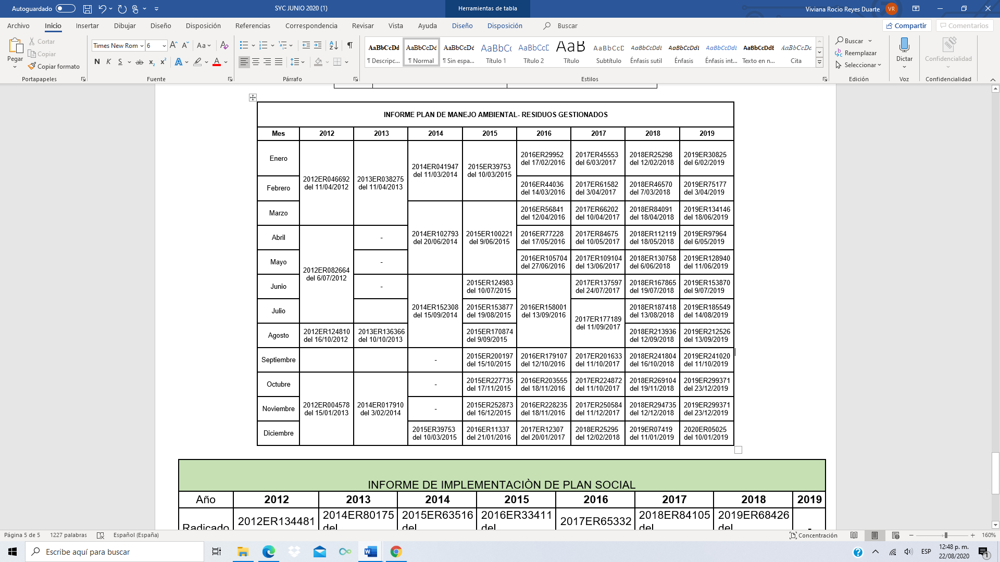 Autoguardado
SYC JUNIO 2020 (1)
Herramientas de tabla
Viviana Rocio Reyes Duarte
VR
Archivo Inicio Insertar Dibujar Diseño Disposición Referencias Correspondencia Revisar Vista Ayuda Diseño Disposición Buscar
Compartir Comentarios
Pegar
Cortar
Copiar
Copiar formato
Portapapeles
Times New Rom 6
Fuente
Párrafo
AaBbCcDd AaBbCcDd AaBbCcDd AaBbCc AaBbCcD AaB AaBbCcD AaBbCcDdE AaBbCcDdE AaBbCcDdE AaBbCcDdE AaBbCcDd
¶ Descripc... ¶ Normal ¶ Sin espa... Título 1 Título 2 Título Subtítulo Énfasis sutil Énfasis Énfasis int... Texto en n... Cita
Estilos
Buscar
Reemplazar
Seleccionar
Edición
Dictar
Voz
Confidencialidad
Confidencialidad
INFORME PLAN DE MANEJO AMBIENTAL- RESIDUOS GESTIONADOS
Mes 2012 2013 2014 2015 2016 2017 2018 2019
Enero
2012ER046692
del 11/04/2012
2013ER038275
del 11/04/2013
2014ER041947
del 11/03/2014
2015ER39753
del 10/03/2015
2016ER29952
del 17/02/2016
2017ER45553
del 6/03/2017
2018ER25298
del 12/02/2018
2019ER30825
del 6/02/2019
Febrero
2016ER44036
del 14/03/2016
2017ER61582
del 3/04/2017
2018ER46570
del 7/03/2018
2019ER75177
del 3/04/2019
Marzo
2014ER102793
del 20/06/2014
2015ER100221
del 9/06/2015
2016ER56841
del 12/04/2016
2017ER66202
del 10/04/2017
2018ER84091
del 18/04/2018
2019ER134146
del 18/06/2019
Abril
2012ER082664
del 6/07/2012
-
2016ER77228
del 17/05/2016
2017ER84675
del 10/05/2017
2018ER112119
del 18/05/2018
2019ER97964
del 6/05/2019
Mayo
-
2016ER105704
del 27/06/2016
2017ER109104
del 13/06/2017
2018ER130758
del 6/06/2018
2019ER128940
del 11/06/2019
Junio
-
2014ER152308
del 15/09/2014
2015ER124983
del 10/07/2015
2016ER158001
del 13/09/2016
2017ER137597
del 24/07/2017
2018ER167865
del 19/07/2018
2019ER153870
del 9/07/2019
Julio
2015ER153877
del 19/08/2015
2017ER177189
del 11/09/2017
2018ER187418
del 13/08/2018
2019ER185549
del 14/08/2019
Agosto
2012ER124810
del 16/10/2012
2013ER136366
del 10/10/2013
2015ER170874
del 9/09/2015
2018ER213936
del 12/09/2018
2019ER212526
del 13/09/2019
Septiembre
-
2015ER200197
del 15/10/2015
2016ER179107
del 12/10/2016
2017ER201633
del 11/10/2017
2018ER241804
del 16/10/2018
2019ER241020
del 11/10/2019
Octubre
2012ER004578
del 15/01/2013
2014ER017910
del 3/02/2014
-
2015ER227735
del 17/11/2015
2016ER203555
del 18/11/2016
2017ER224872
del 11/10/2017
2018ER269104
del 19/11/2018
2019ER299371
del 23/12/2019
Noviembre
-
2015ER252873
del 16/12/2015
2016ER228235
del 18/11/2016
2017ER250584
del 11/12/2017
2018ER294735
del 12/12/2018
2019ER299371
del 23/12/2019
Diciembre
2015ER39753
del 10/03/2015
2016ER11337
del 21/01/2016
2017ER12307
del 20/01/2017
2018ER25295
del 12/02/2018
2019ER07419
del 11/01/2019
2020ER05025
del 10/01/2019
INFORME DE IMPLEMENTACIÒN DE PLAN SOCIAL
Año 2012 2013 2014 2015 2016 2017 2018 2019
Radicado
2012ER134481
2014ER80175
del
2015ER63516
del
2016ER33411
del
2017ER65332
2018ER84105
del
2019ER68426
del
-
Página 5 de 5 1227 palabras Español (España)
Concentración 160%
Escribe aquí para buscar
ESP
12:48 p. m.
22/08/2020
1